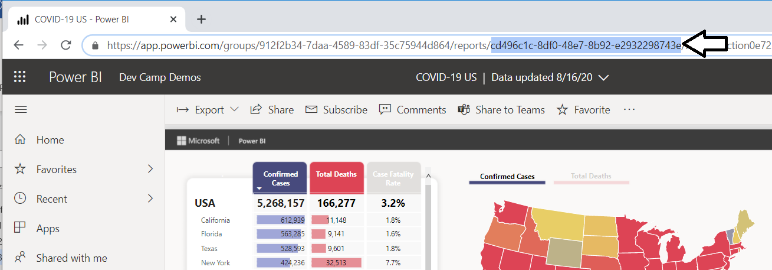 COVID-19 US - Power BI
https://app.powerbi.com/groups/912f2b34-7daa-4589-83df-35c75944d864/reports/cd496c1c-8df0-48e7-8b92-e2932298743e ction0e72
Power BI Dev Camp Demos COVID-19 US | Data updated 8/16/20
Export Share Subscribe Comments Share to Teams Favorite ...
Home
Favorites
Recent
Apps
Shared with me
Microsoft Power BI
Confirmed Cases Total Deaths Case Fatality Rate
USA 5,268,157 166,277 3.2%
California 612,939 11,148 1.8%
Florida 563,285 9,141 1.6%
Texas 528,593 9,601 1.8%
New York 424,236 32,513 7.7%
Confirmed Cases Total Deaths